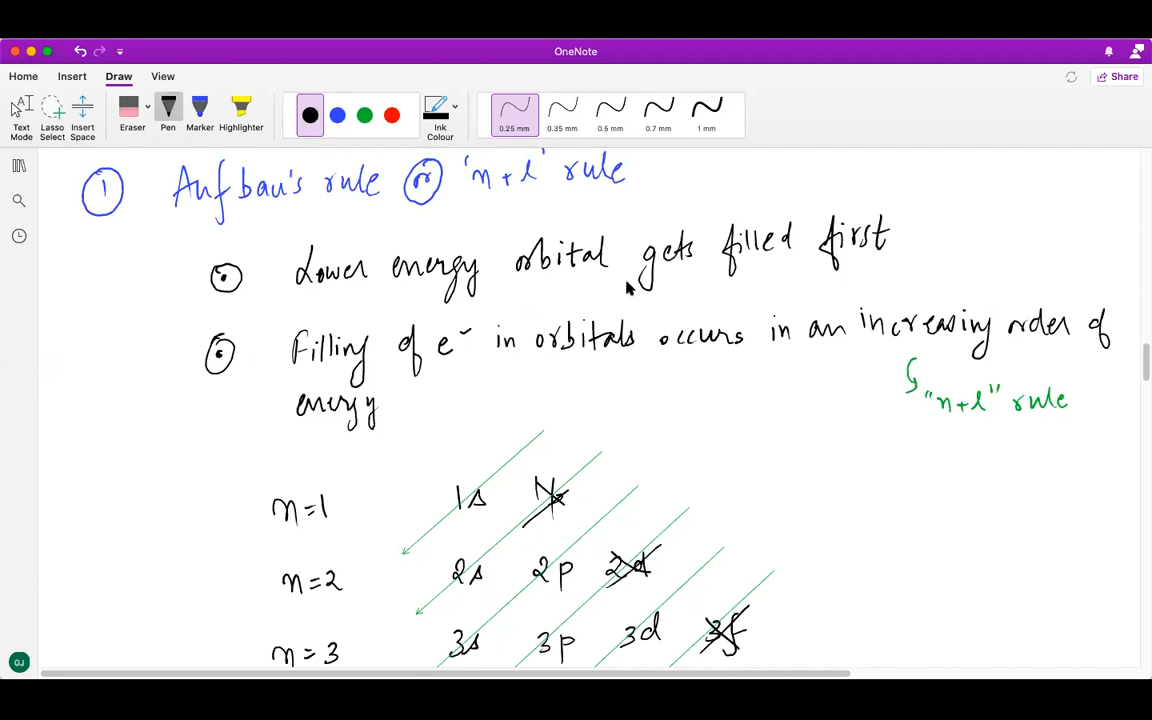 OneNote
Home Insert Draw View
Share
Text Mode
Lasso Select
Insert Space
Eraser
Pen
Marker
Highlighter
Ink Colour
0.25 mm
0.35 mm
0.5 mm
0.7 mm
1 mm
1 Aufbau's rule or 'n+l' rule
Lower energy orbital gets filled first
Filling of e⁻ in orbitals occurs in an increasing order of
energy
"n+l" rule
n=1 1s 1p
n=2 2s 2p 2d
n=3 3s 3p 3d 3f
GJ